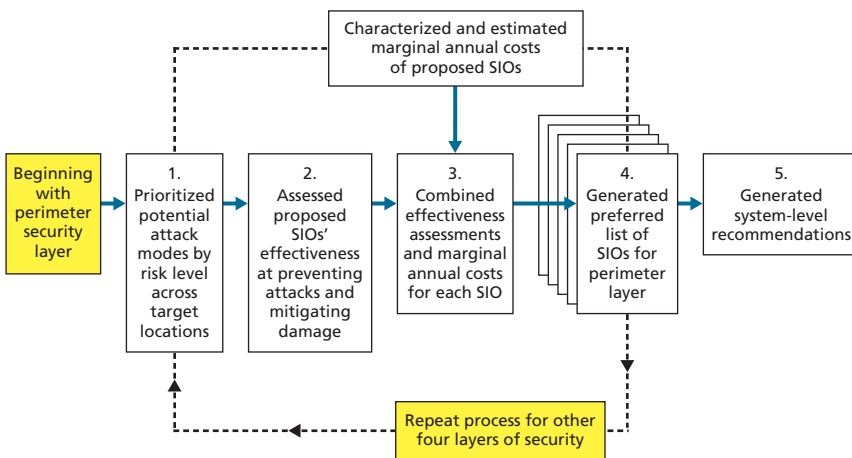 Characterized and estimated
marginal annual costs
of proposed SIOs
Beginning
with
perimeter
security
layer
1.
Prioritized
potential
attack
modes by
risk level
across
target
locations
2.
Assessed
proposed
SIOs'
effectiveness
at preventing
attacks and
mitigating
damage
3.
Combined
effectiveness
assessments
and marginal
annual costs
for each SIO
4.
Generated
preferred
list of
SIOs for
perimeter
layer
5.
Generated
system-level
recommendations
Repeat process for other
four layers of security